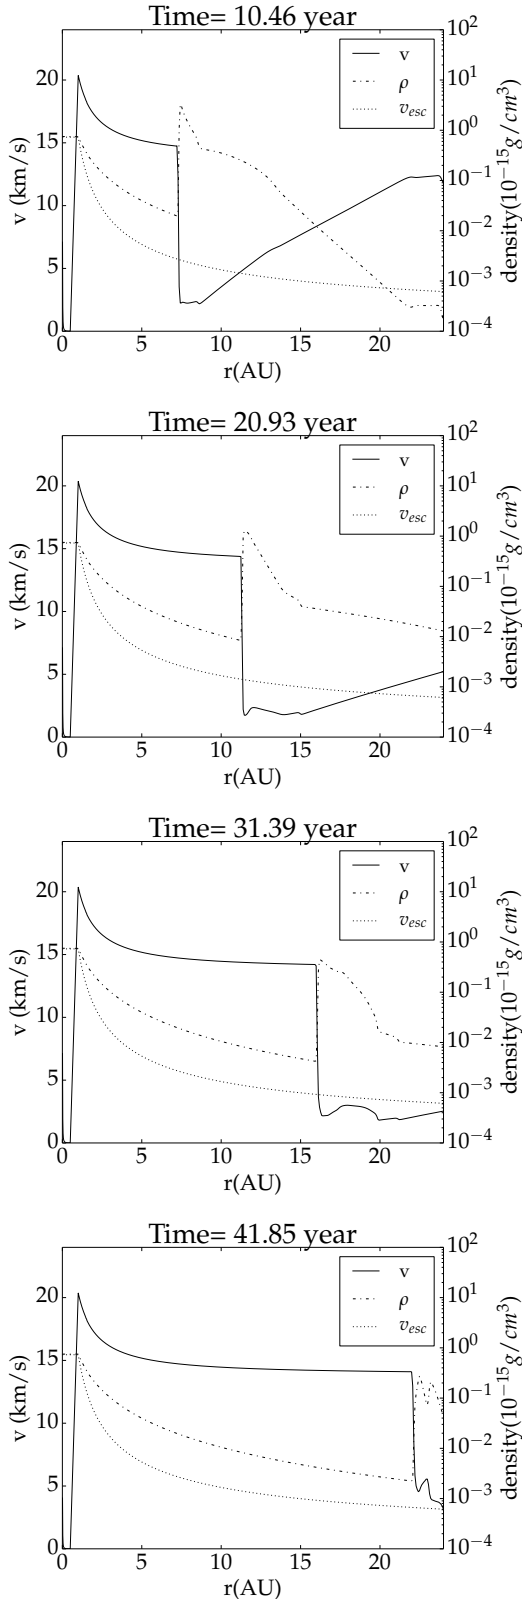 Time= 10.46 year
v
ρ
v_esc
v (km/s)
20
15
10
5
0
10^2
10^1
10^0
10^−1
10^−2
10^−3
10^−4
density(10^−15 g/cm^3)
0 5 10 15 20
r(AU)
Time= 20.93 year
v
ρ
v_esc
v (km/s)
20
15
10
5
0
10^2
10^1
10^0
10^−1
10^−2
10^−3
10^−4
density(10^−15 g/cm^3)
0 5 10 15 20
r(AU)
Time= 31.39 year
v
ρ
v_esc
v (km/s)
20
15
10
5
0
10^2
10^1
10^0
10^−1
10^−2
10^−3
10^−4
density(10^−15 g/cm^3)
0 5 10 15 20
r(AU)
Time= 41.85 year
v
ρ
v_esc
v (km/s)
20
15
10
5
0
10^2
10^1
10^0
10^−1
10^−2
10^−3
10^−4
density(10^−15 g/cm^3)
0 5 10 15 20
r(AU)